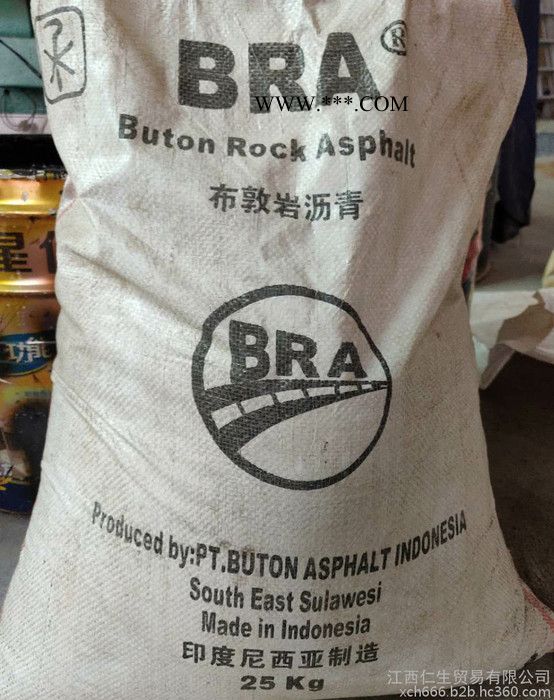 BRA®
WWW.***.COM
Buton Rock Asphalt
布敦岩沥青
BRA
Produced by:PT.BUTON ASPHALT INDONESIA
South East Sulawesi
Made in Indonesia
印度尼西亚制造
25 Kg
江西仁生贸易有限公司
xch666.b2b.hc360.com